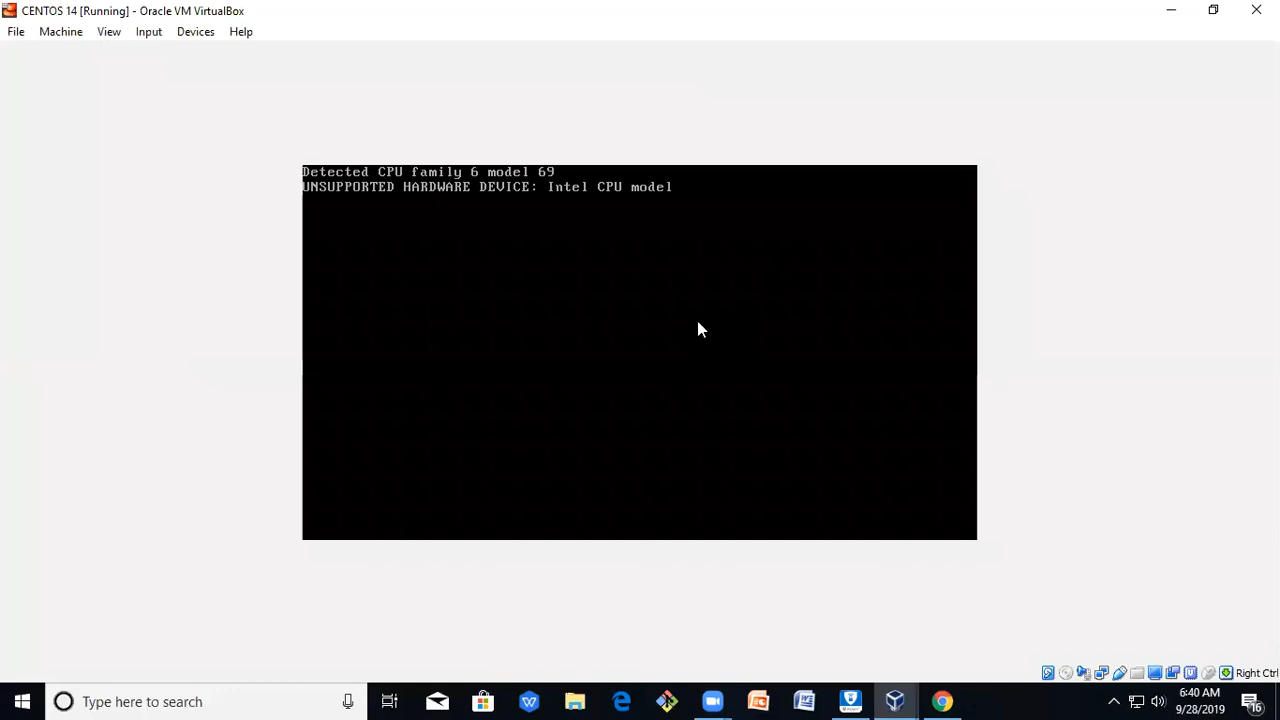 CENTOS 14 [Running] - Oracle VM VirtualBox
File Machine View Input Devices Help
Detected CPU family 6 model 69
UNSUPPORTED HARDWARE DEVICE: Intel CPU model
Right Ctrl
Type here to search
6:40 AM
9/28/2019
16